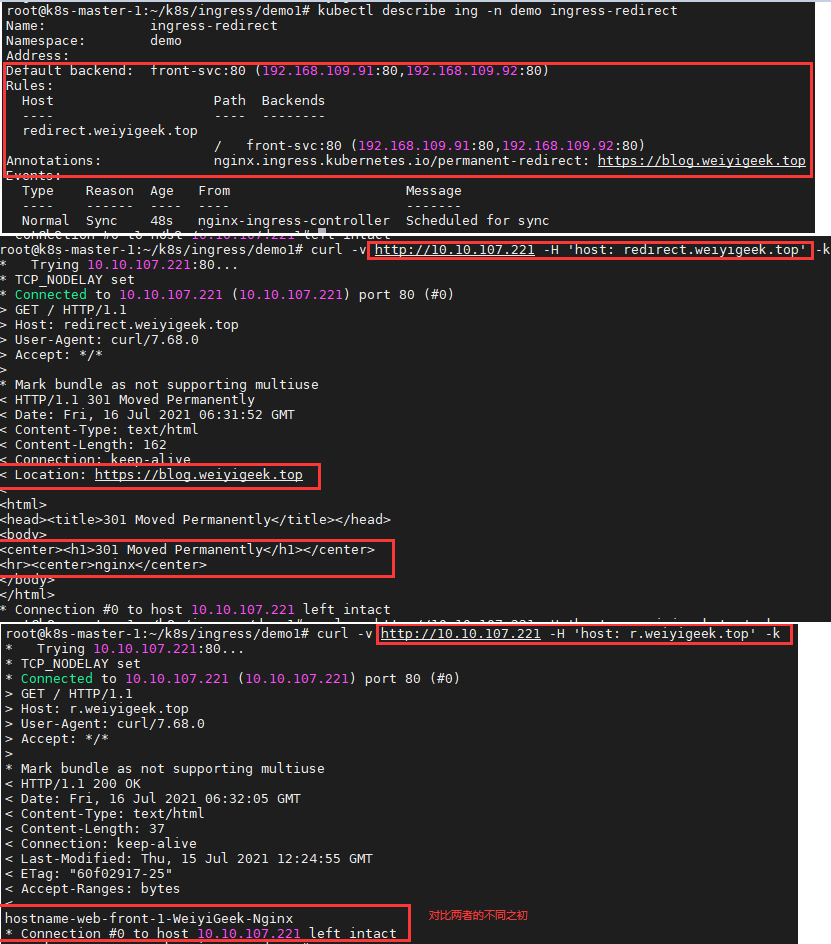 root@k8s-master-1:~/k8s/ingress/demo1# kubectl describe ing -n demo ingress-redirect
Name: ingress-redirect
Namespace: demo
Address:
Default backend: front-svc:80 (192.168.109.91:80,192.168.109.92:80)
Rules:
Host Path Backends
---- ---- --------
redirect.weiyigeek.top
/ front-svc:80 (192.168.109.91:80,192.168.109.92:80)
Annotations: nginx.ingress.kubernetes.io/permanent-redirect: https://blog.weiyigeek.top
Events:
Type Reason Age From Message
---- ------ ---- ---- -------
Normal Sync 48s nginx-ingress-controller Scheduled for sync
root@k8s-master-1:~/k8s/ingress/demo1# curl -v http://10.10.107.221 -H 'host: redirect.weiyigeek.top' -k
* Trying 10.10.107.221:80...
* TCP_NODELAY set
* Connected to 10.10.107.221 (10.10.107.221) port 80 (#0)
> GET / HTTP/1.1
> Host: redirect.weiyigeek.top
> User-Agent: curl/7.68.0
> Accept: */*
>
* Mark bundle as not supporting multiuse
< HTTP/1.1 301 Moved Permanently
< Date: Fri, 16 Jul 2021 06:31:52 GMT
< Content-Type: text/html
< Content-Length: 162
< Connection: keep-alive
< Location: https://blog.weiyigeek.top
<
<html>
<head><title>301 Moved Permanently</title></head>
<body>
<center><h1>301 Moved Permanently</h1></center>
<hr><center>nginx</center>
</body>
</html>
* Connection #0 to host 10.10.107.221 left intact
root@k8s-master-1:~/k8s/ingress/demo1# curl -v http://10.10.107.221 -H 'host: r.weiyigeek.top' -k
* Trying 10.10.107.221:80...
* TCP_NODELAY set
* Connected to 10.10.107.221 (10.10.107.221) port 80 (#0)
> GET / HTTP/1.1
> Host: r.weiyigeek.top
> User-Agent: curl/7.68.0
> Accept: */*
>
* Mark bundle as not supporting multiuse
< HTTP/1.1 200 OK
< Date: Fri, 16 Jul 2021 06:32:05 GMT
< Content-Type: text/html
< Content-Length: 37
< Connection: keep-alive
< Last-Modified: Thu, 15 Jul 2021 12:24:55 GMT
< ETag: "60f02917-25"
< Accept-Ranges: bytes
<
hostname-web-front-1-WeiyiGeek-Nginx 对比两者的不同之初
* Connection #0 to host 10.10.107.221 left intact